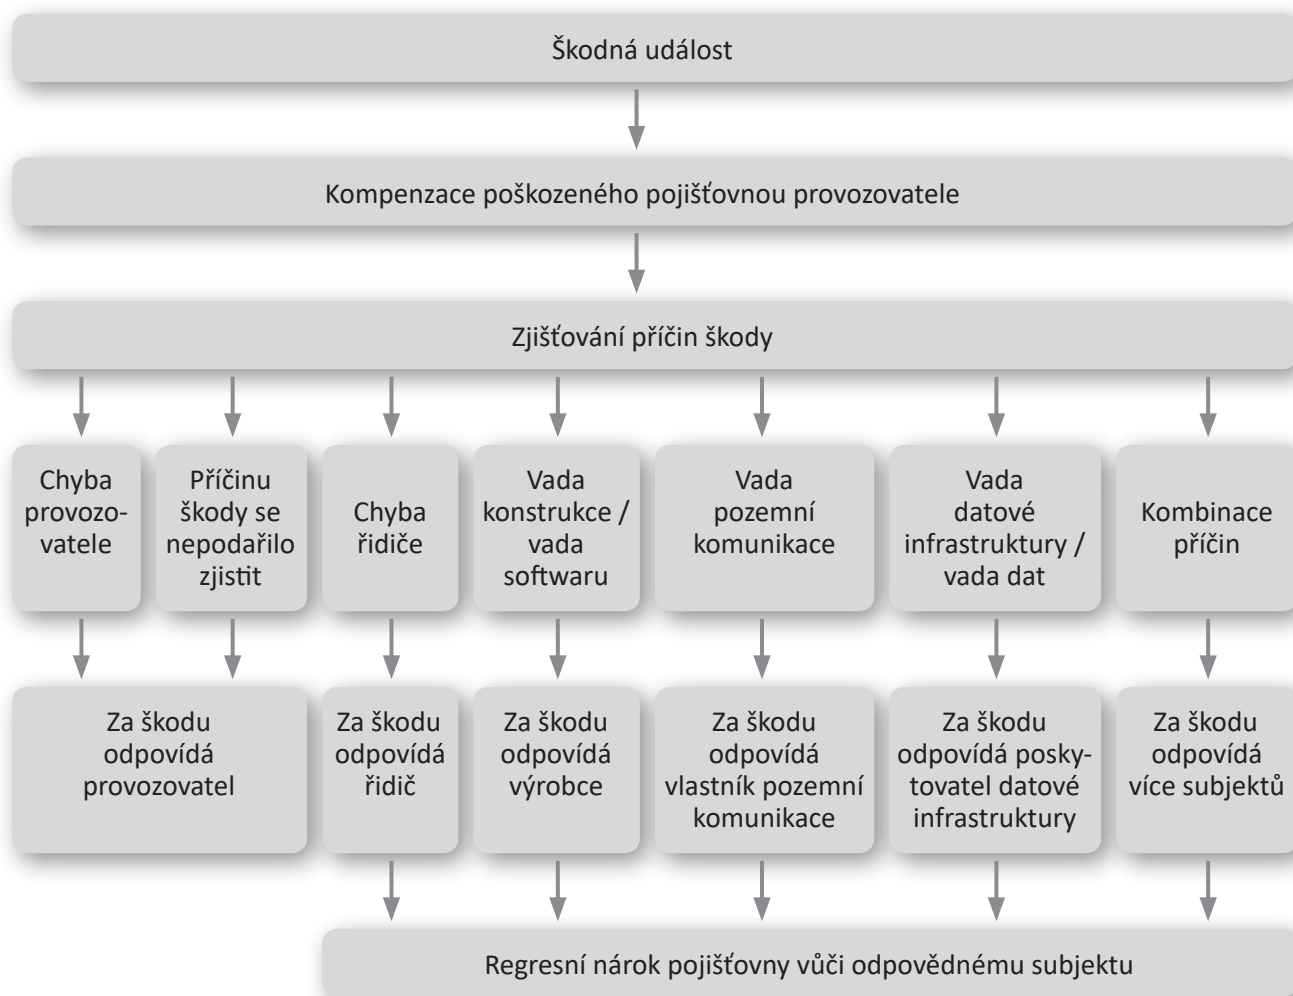 Škodná událost
Kompenzace poškozeného pojišťovnou provozovatele
Zjišťování příčin škody
Chyba
provozo-
vatele
Příčinu
škody se
nepodařilo
zjistit
Chyba
řidiče
Vada
konstrukce /
vada
softwaru
Vada
pozemní
komunikace
Vada
datové
infrastruktury /
vada dat
Kombinace
příčin
Za škodu
odpovídá
provozovatel
Za škodu
odpovídá
řidič
Za škodu
odpovídá
výrobce
Za škodu
odpovídá
vlastník pozemní
komunikace
Za škodu
odpovídá posky-
tovatel datové
infrastruktury
Za škodu
odpovídá
více subjektů
Regresní nárok pojišťovny vůči odpovědnému subjektu